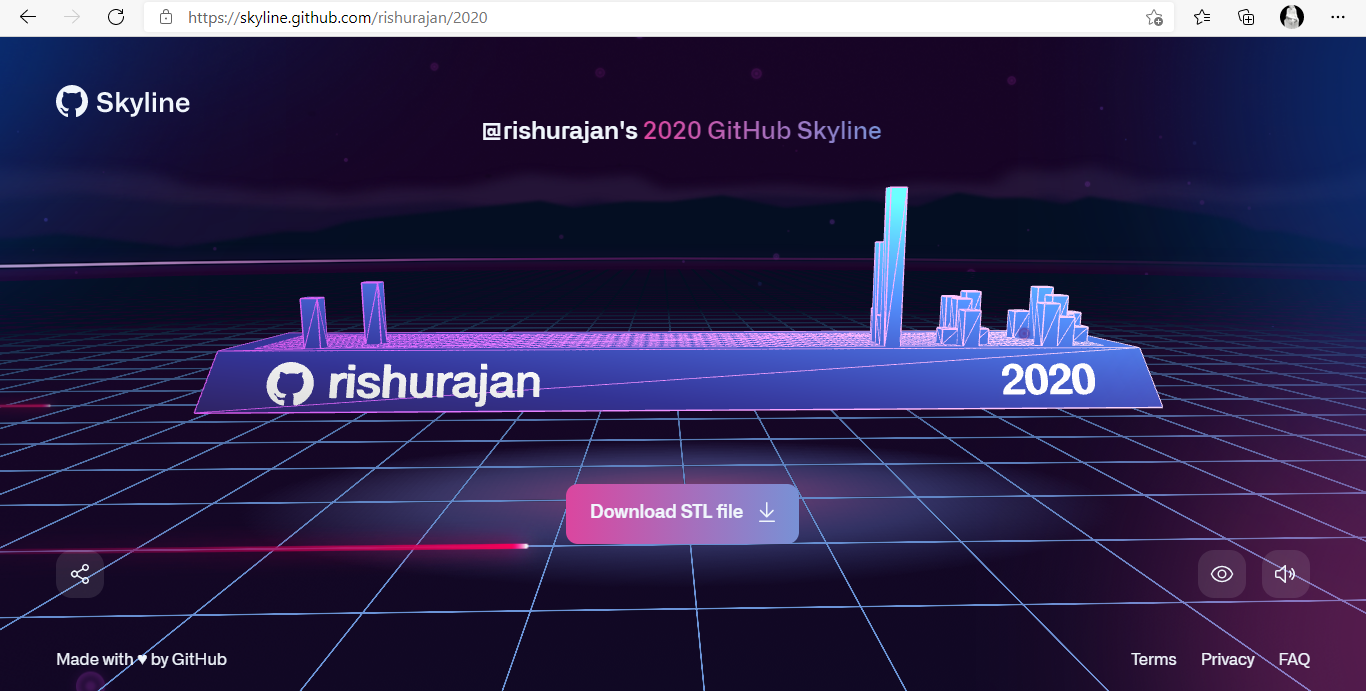 https://skyline.github.com/rishurajan/2020
Skyline
@rishurajan's 2020 GitHub Skyline
rishurajan 2020
Download STL file
Made with ♥ by GitHub
Terms Privacy FAQ